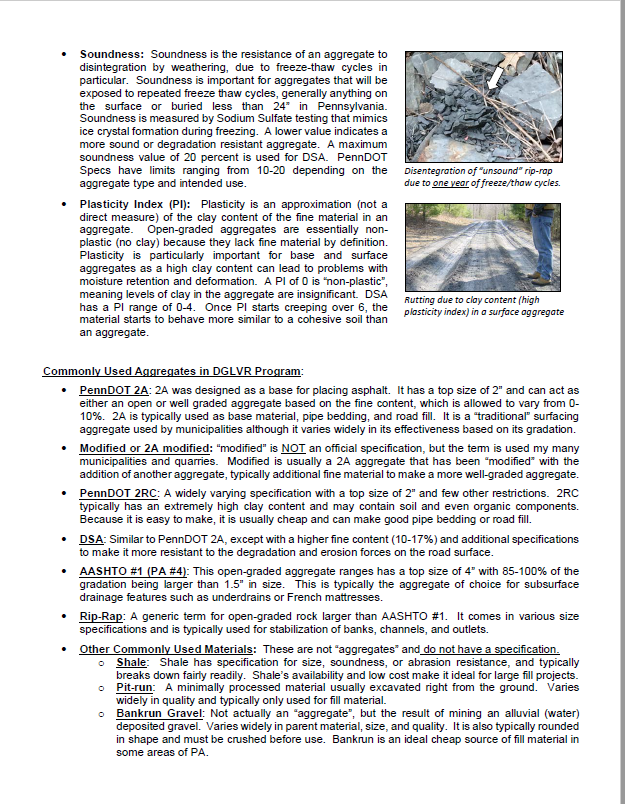 • Soundness: Soundness is the resistance of an aggregate to
disintegration by weathering, due to freeze-thaw cycles in
particular. Soundness is important for aggregates that will be
exposed to repeated freeze thaw cycles, generally anything on
the surface or buried less than 24” in Pennsylvania.
Soundness is measured by Sodium Sulfate testing that mimics
ice crystal formation during freezing. A lower value indicates a
more sound or degradation resistant aggregate. A maximum
soundness value of 20 percent is used for DSA. PennDOT
Specs have limits ranging from 10-20 depending on the
aggregate type and intended use.
Disentegration of “unsound” rip-rap
due to one year of freeze/thaw cycles.
• Plasticity Index (PI): Plasticity is an approximation (not a
direct measure) of the clay content of the fine material in an
aggregate. Open-graded aggregates are essentially non-
plastic (no clay) because they lack fine material by definition.
Plasticity is particularly important for base and surface
aggregates as a high clay content can lead to problems with
moisture retention and deformation. A PI of 0 is “non-plastic”,
meaning levels of clay in the aggregate are insignificant. DSA
has a PI range of 0-4. Once PI starts creeping over 6, the
material starts to behave more similar to a cohesive soil than
an aggregate.
Rutting due to clay content (high
plasticity index) in a surface aggregate
Commonly Used Aggregates in DGLVR Program:
• PennDOT 2A: 2A was designed as a base for placing asphalt. It has a top size of 2” and can act as
either an open or well graded aggregate based on the fine content, which is allowed to vary from 0-
10%. 2A is typically used as base material, pipe bedding, and road fill. It is a “traditional” surfacing
aggregate used by municipalities although it varies widely in its effectiveness based on its gradation.
• Modified or 2A modified: “modified” is NOT an official specification, but the term is used my many
municipalities and quarries. Modified is usually a 2A aggregate that has been “modified” with the
addition of another aggregate, typically additional fine material to make a more well-graded aggregate.
• PennDOT 2RC: A widely varying specification with a top size of 2” and few other restrictions. 2RC
typically has an extremely high clay content and may contain soil and even organic components.
Because it is easy to make, it is usually cheap and can make good pipe bedding or road fill.
• DSA: Similar to PennDOT 2A, except with a higher fine content (10-17%) and additional specifications
to make it more resistant to the degradation and erosion forces on the road surface.
• AASHTO #1 (PA #4): This open-graded aggregate ranges has a top size of 4” with 85-100% of the
gradation being larger than 1.5” in size. This is typically the aggregate of choice for subsurface
drainage features such as underdrains or French mattresses.
• Rip-Rap: A generic term for open-graded rock larger than AASHTO #1. It comes in various size
specifications and is typically used for stabilization of banks, channels, and outlets.
• Other Commonly Used Materials: These are not “aggregates” and do not have a specification.
o Shale: Shale has specification for size, soundness, or abrasion resistance, and typically
breaks down fairly readily. Shale’s availability and low cost make it ideal for large fill projects.
o Pit-run: A minimally processed material usually excavated right from the ground. Varies
widely in quality and typically only used for fill material.
o Bankrun Gravel: Not actually an “aggregate”, but the result of mining an alluvial (water)
deposited gravel. Varies widely in parent material, size, and quality. It is also typically rounded
in shape and must be crushed before use. Bankrun is an ideal cheap source of fill material in
some areas of PA.